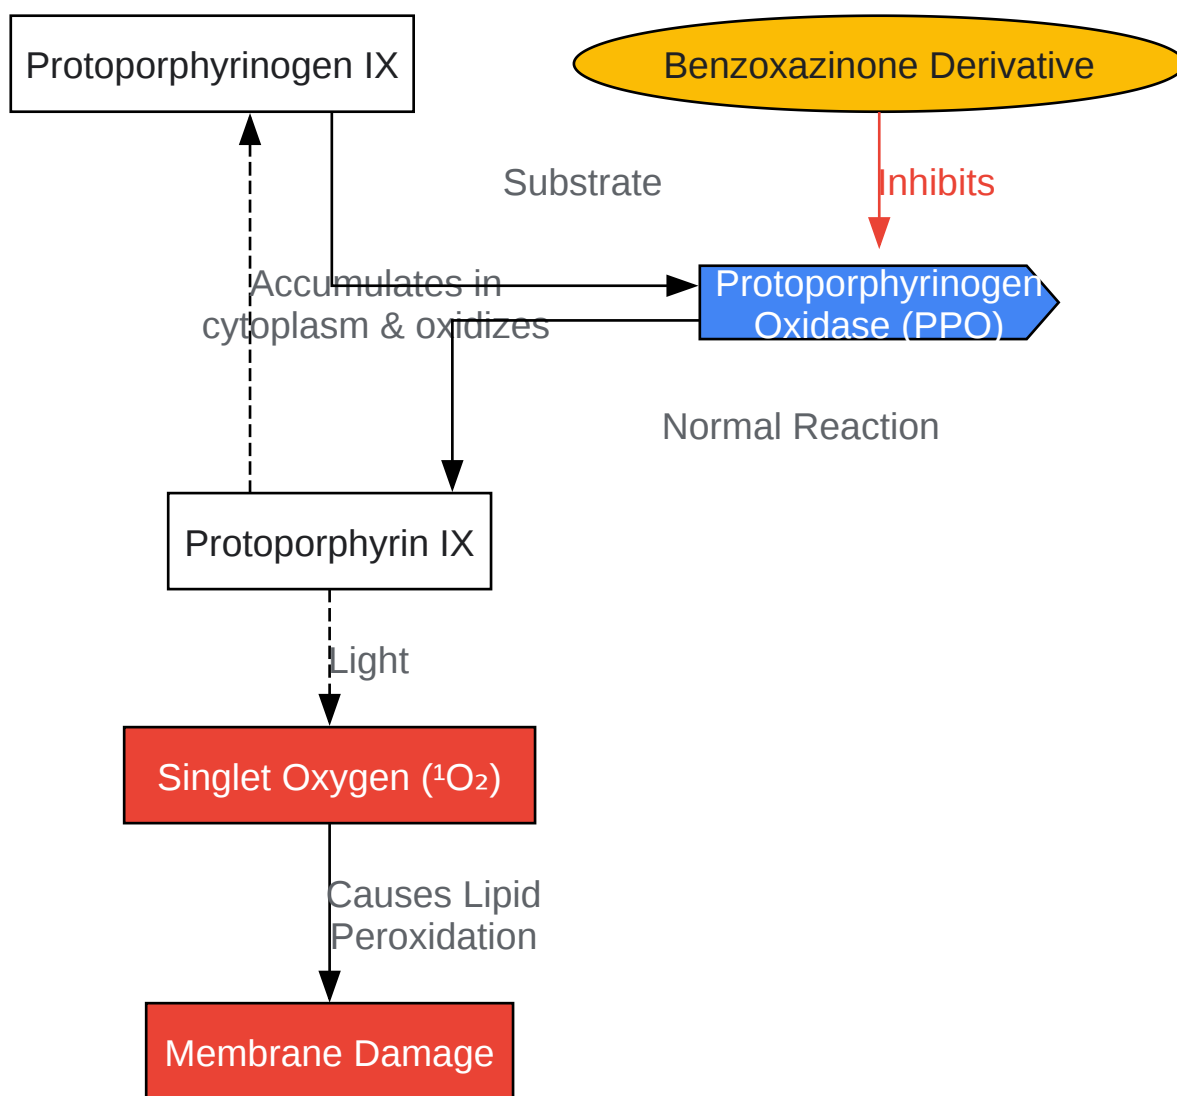 Protoporphyrinogen IX
Benzoxazinone Derivative
Substrate
Inhibits
Accumulates in
cytoplasm & oxidizes
Protoporphyrinogen
Oxidase (PPO)
Normal Reaction
Protoporphyrin IX
Light
Singlet Oxygen (¹O₂)
Causes Lipid
Peroxidation
Membrane Damage